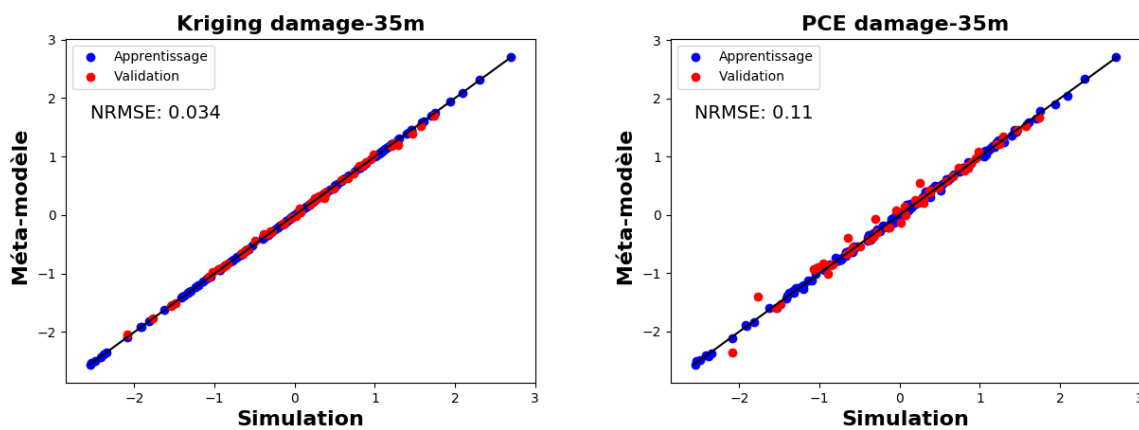 Kriging damage-35m
3
2
1
0
−1
−2
Apprentissage
Validation
NRMSE: 0.034
Méta-modèle
−2
−1
0
1
2
3
Simulation
PCE damage-35m
3
2
1
0
−1
−2
Apprentissage
Validation
NRMSE: 0.11
Méta-modèle
−2
−1
0
1
2
3
Simulation